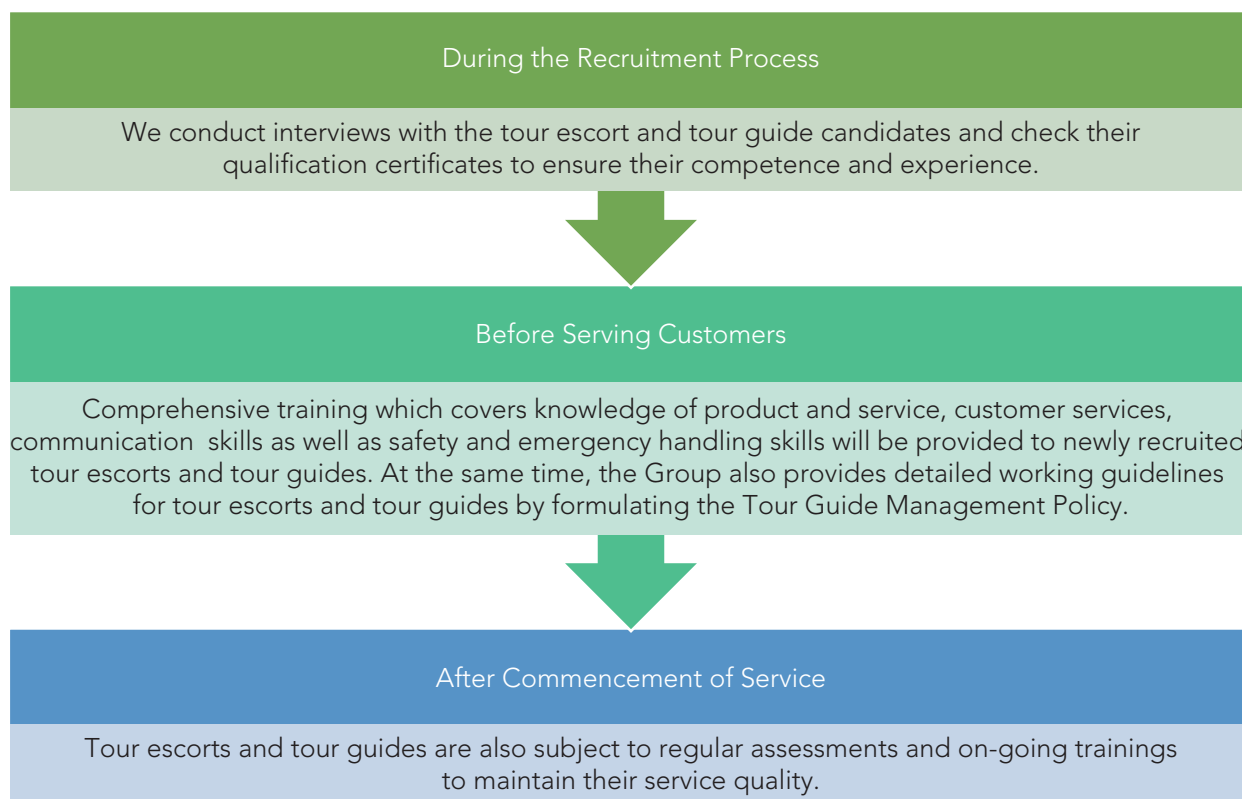 During the Recruitment Process
We conduct interviews with the tour escort and tour guide candidates and check their
qualification certificates to ensure their competence and experience.
Before Serving Customers
Comprehensive training which covers knowledge of product and service, customer services,
communication skills as well as safety and emergency handling skills will be provided to newly recruited
tour escorts and tour guides. At the same time, the Group also provides detailed working guidelines
for tour escorts and tour guides by formulating the Tour Guide Management Policy.
After Commencement of Service
Tour escorts and tour guides are also subject to regular assessments and on-going trainings
to maintain their service quality.